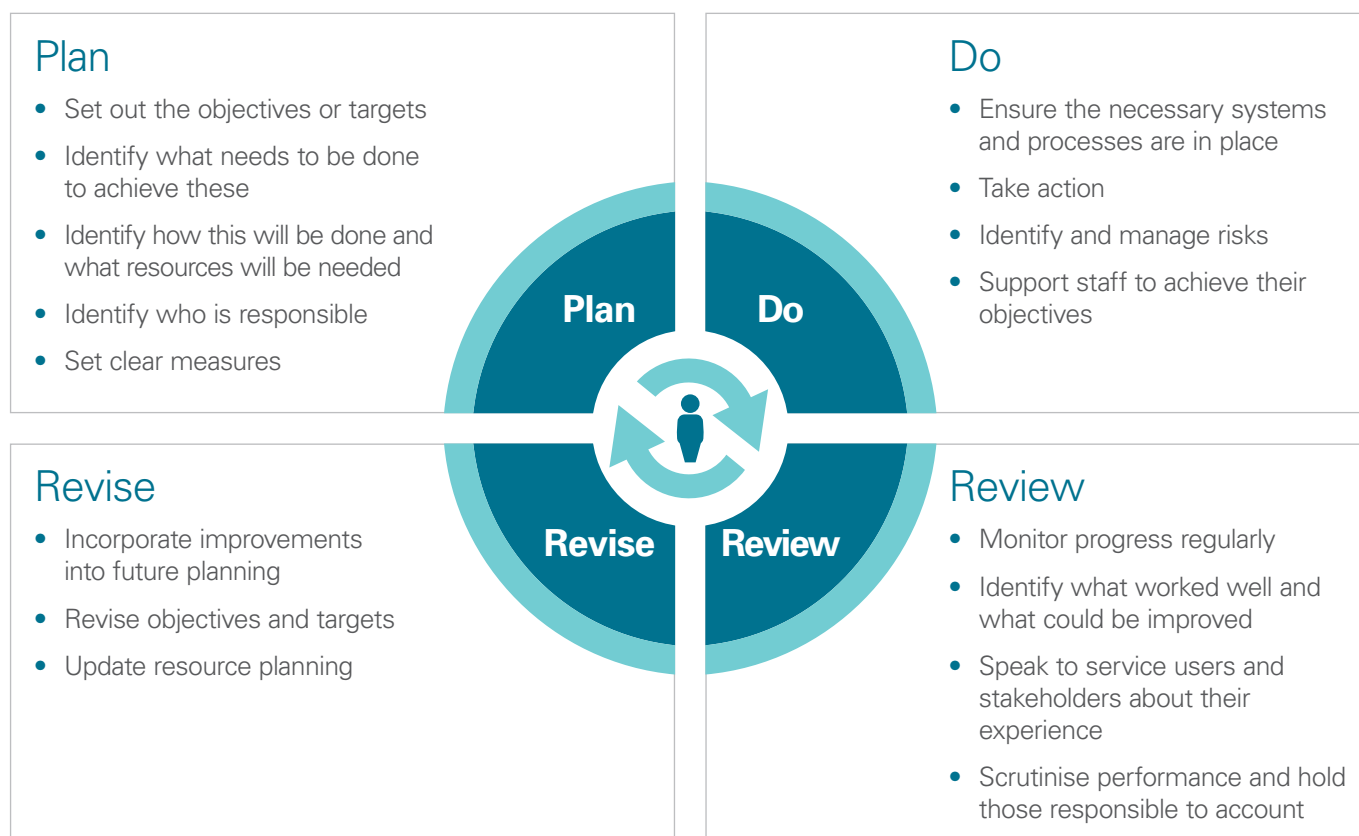 Plan
• Set out the objectives or targets
• Identify what needs to be done
to achieve these
• Identify how this will be done and
what resources will be needed
• Identify who is responsible
• Set clear measures
Do
• Ensure the necessary systems
and processes are in place
• Take action
• Identify and manage risks
• Support staff to achieve their
objectives
Plan
Do
Revise
Review
Revise
• Incorporate improvements
into future planning
• Revise objectives and targets
• Update resource planning
Review
• Monitor progress regularly
• Identify what worked well and
what could be improved
• Speak to service users and
stakeholders about their
experience
• Scrutinise performance and hold
those responsible to account